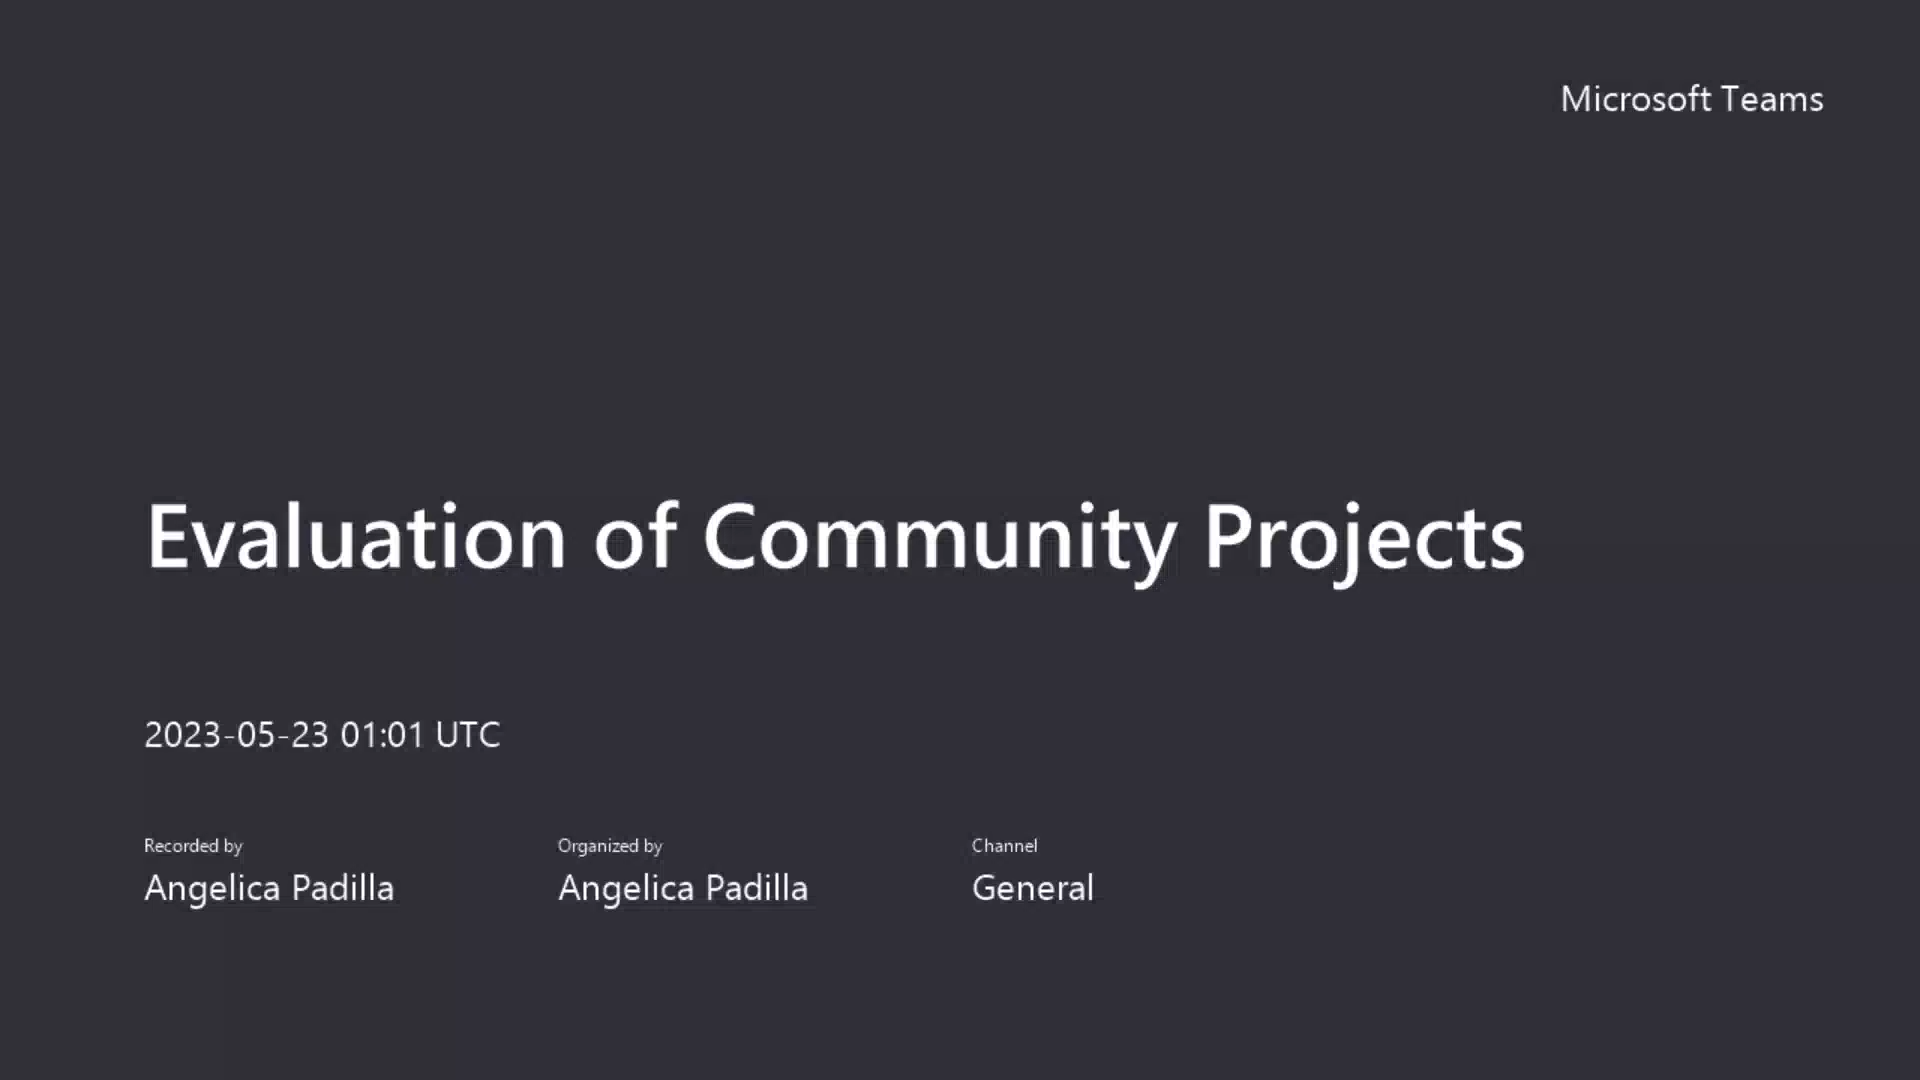 Microsoft Teams
Evaluation of Community Projects
2023-05-23 01:01 UTC
Recorded by
Angelica Padilla
Organized by
Angelica Padilla
Channel
General